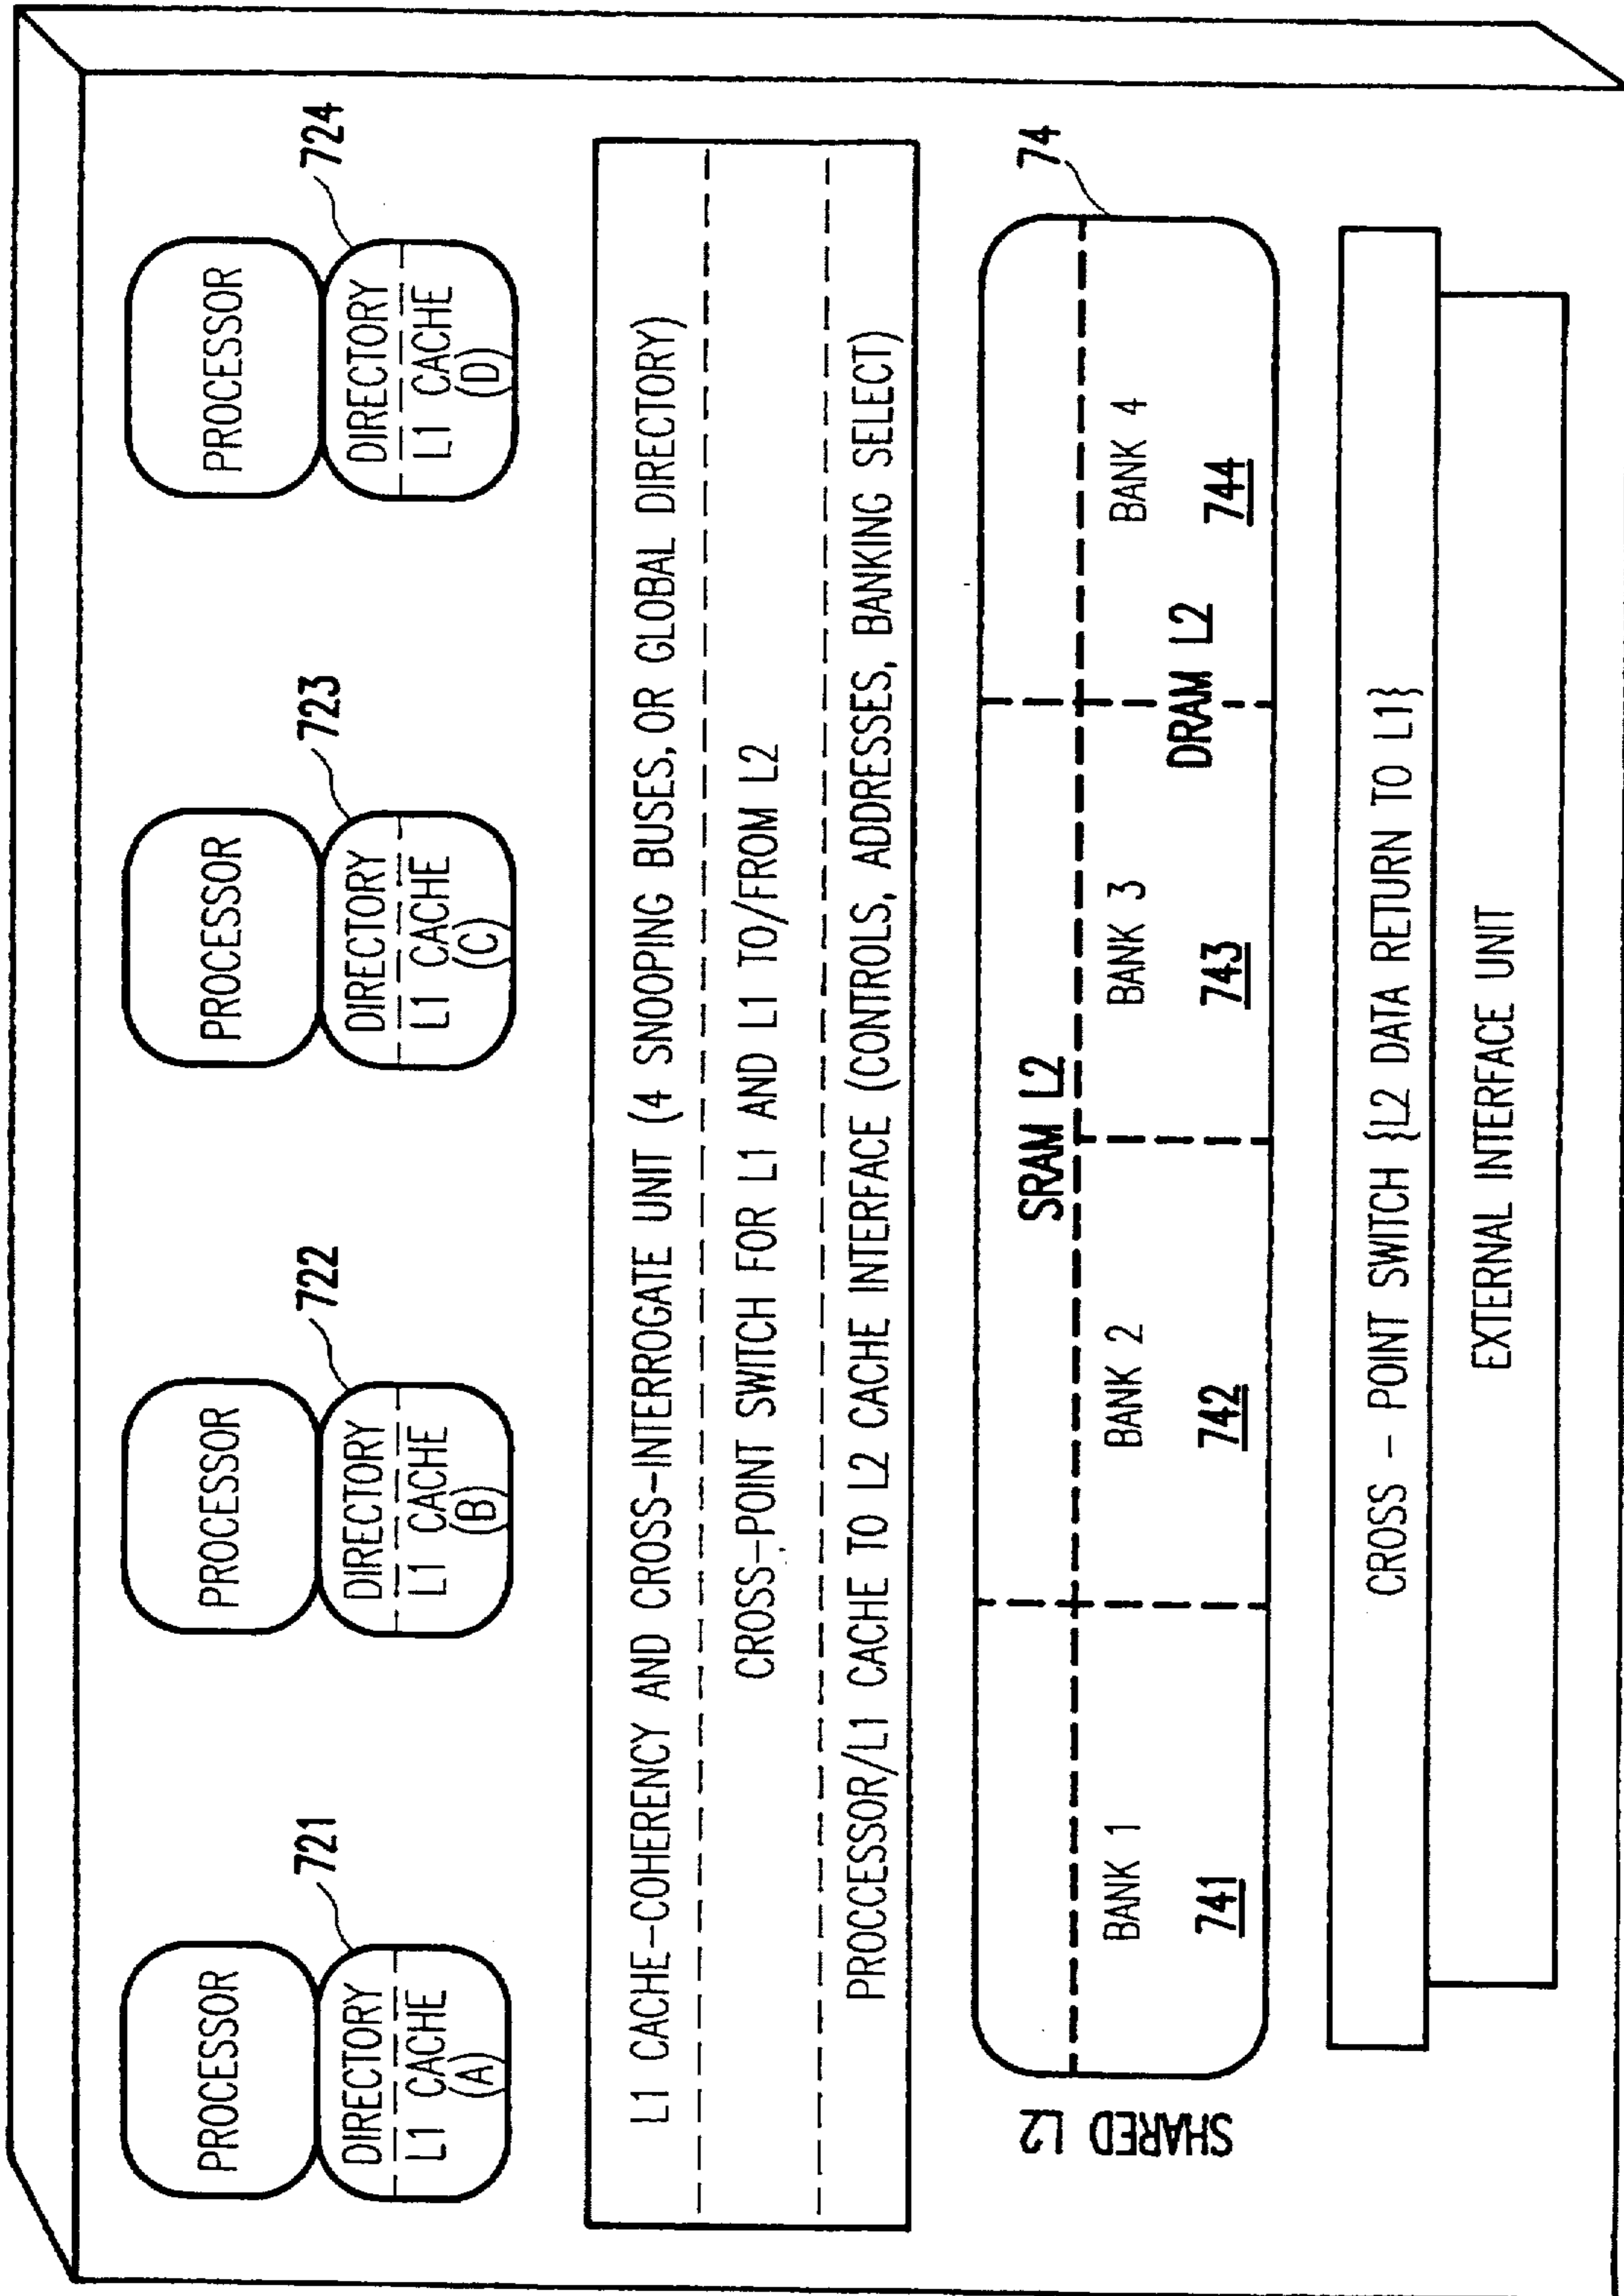 PROCESSOR
DIRECTORY
L1 CACHE
(A)
721
PROCESSOR
DIRECTORY
L1 CACHE
(B)
722
PROCESSOR
DIRECTORY
L1 CACHE
(C)
723
PROCESSOR
DIRECTORY
L1 CACHE
(D)
724
L1 CACHE-COHERENCY AND CROSS-INTERROGATE UNIT (4 SNOOPING BUSES, OR GLOBAL DIRECTORY)
CROSS-POINT SWITCH FOR L1 AND L1 TO/FROM L2
PROCCESSOR/L1 CACHE TO L2 CACHE INTERFACE (CONTROLS, ADDRESSES, BANKING SELECT)
74
SHARED L2
SRAM L2
BANK 1
741
BANK 2
742
BANK 3
743
DRAM L2
BANK 4
744
CROSS - POINT SWITCH {L2 DATA RETURN TO L1}
EXTERNAL INTERFACE UNIT